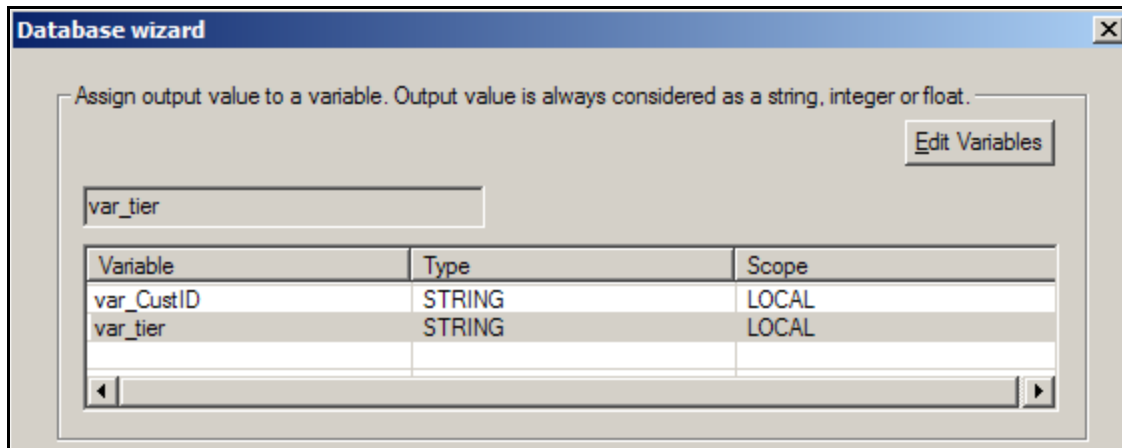 Database wizard
Assign output value to a variable. Output value is always considered as a string, integer or float.
Edit Variables
var_tier
Variable Type Scope
var_CustID STRING LOCAL
var_tier STRING LOCAL